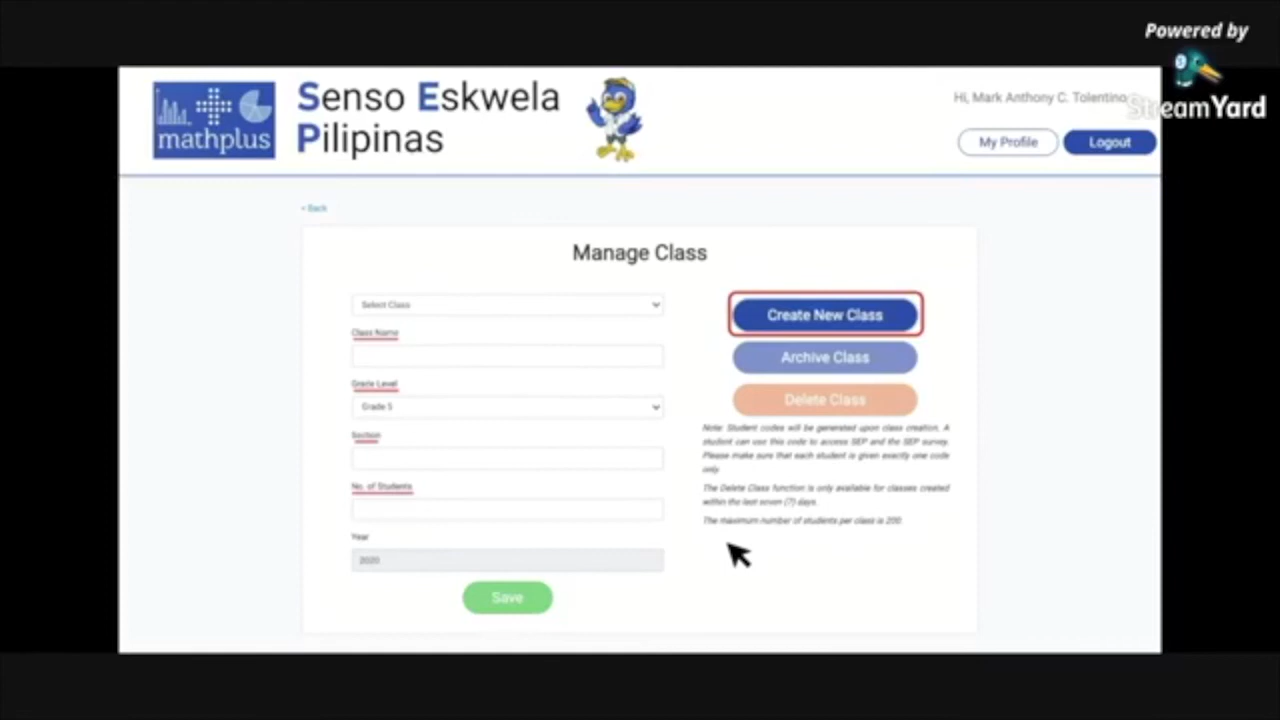 Powered by
StreamYard
mathplus
Senso Eskwela
Pilipinas
Hi, Mark Anthony C. Tolentino
My Profile
Logout
< Back
Manage Class
Select Class
Class Name
Grade Level
Grade 5
Section
No. of Students
Year
2020
Save
Create New Class
Archive Class
Delete Class
Note: Student codes will be generated upon class creation. A
student can use this code to access SEP and the SEP survey.
Please make sure that each student is given exactly one code
only.
The Delete Class function is only available for classes created
within the last seven (7) days.
The maximum number of students per class is 200.